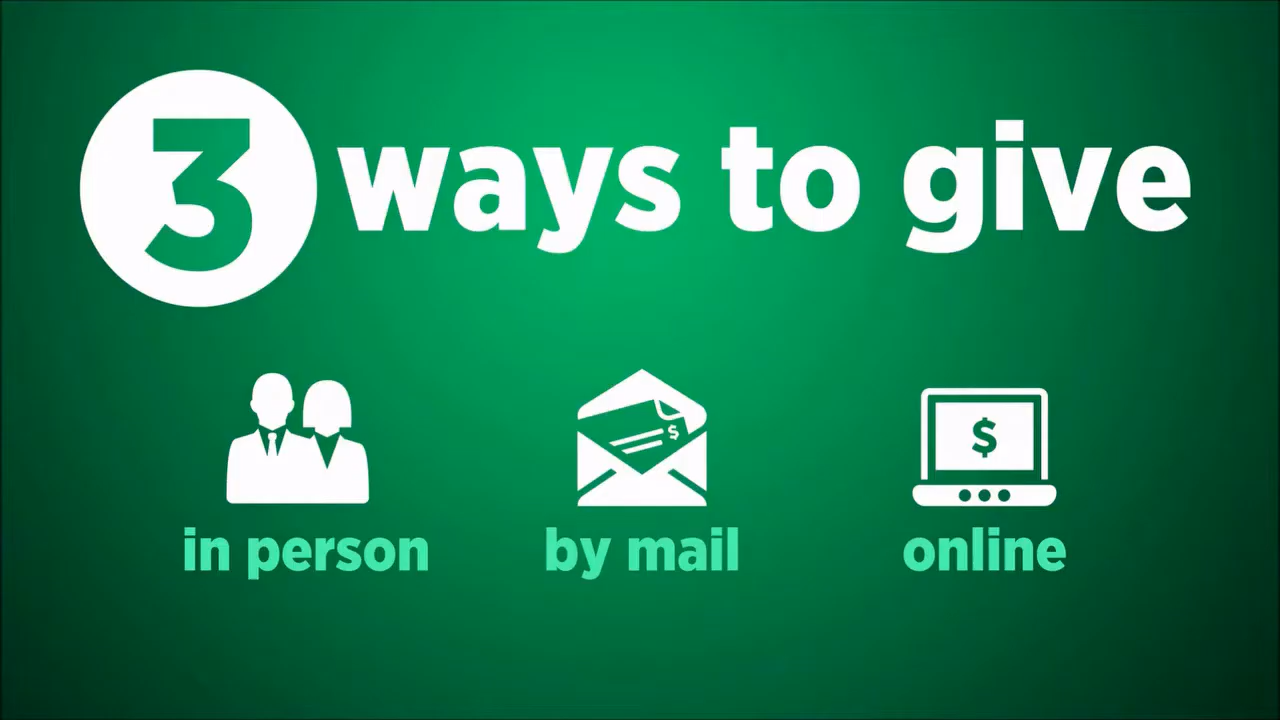 3 ways to give
$
$
in person
by mail
online